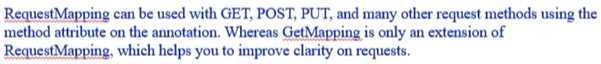 RequestMapping can be used with GET, POST, PUT, and many other request methods using the
method attribute on the annotation. Whereas GetMapping is only an extension of
RequestMapping, which helps you to improve clarity on requests.